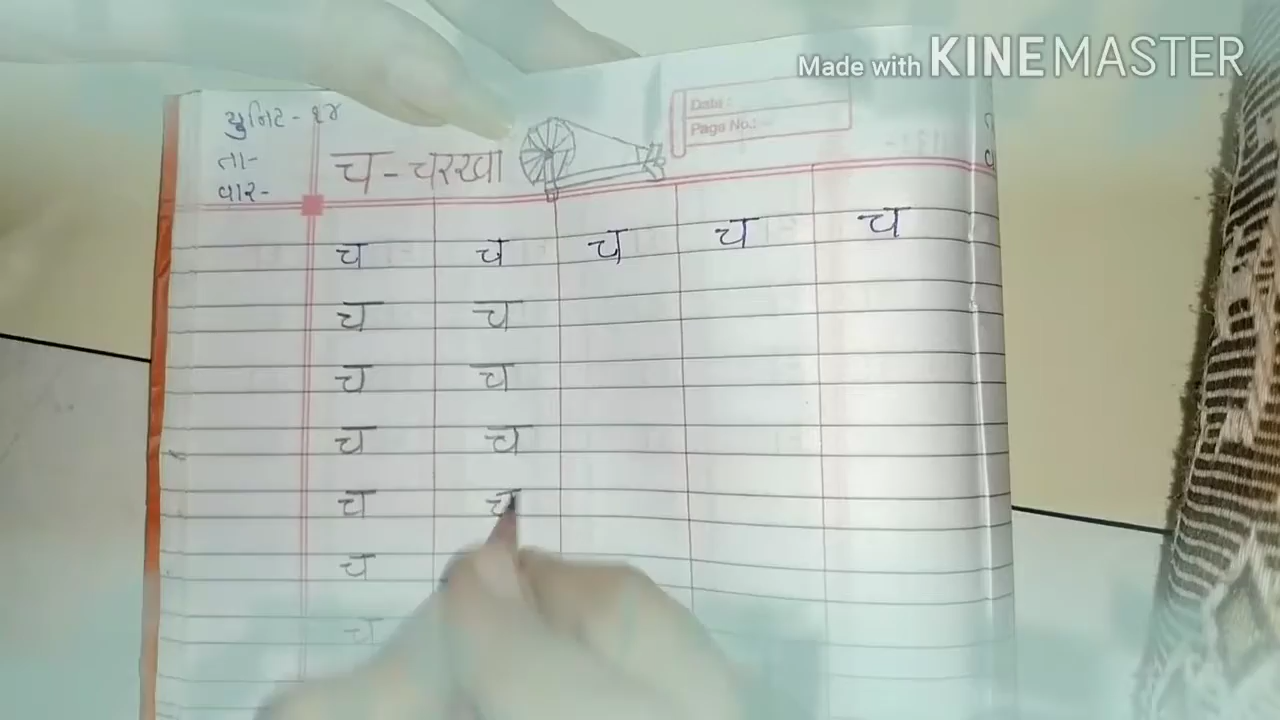 Made with KINEMASTER
યુનિટ - १४
તા-
વાર-
च - चरखा
Date :
Page No.:
च च च च च
च च
च च
च च
च च
च
च